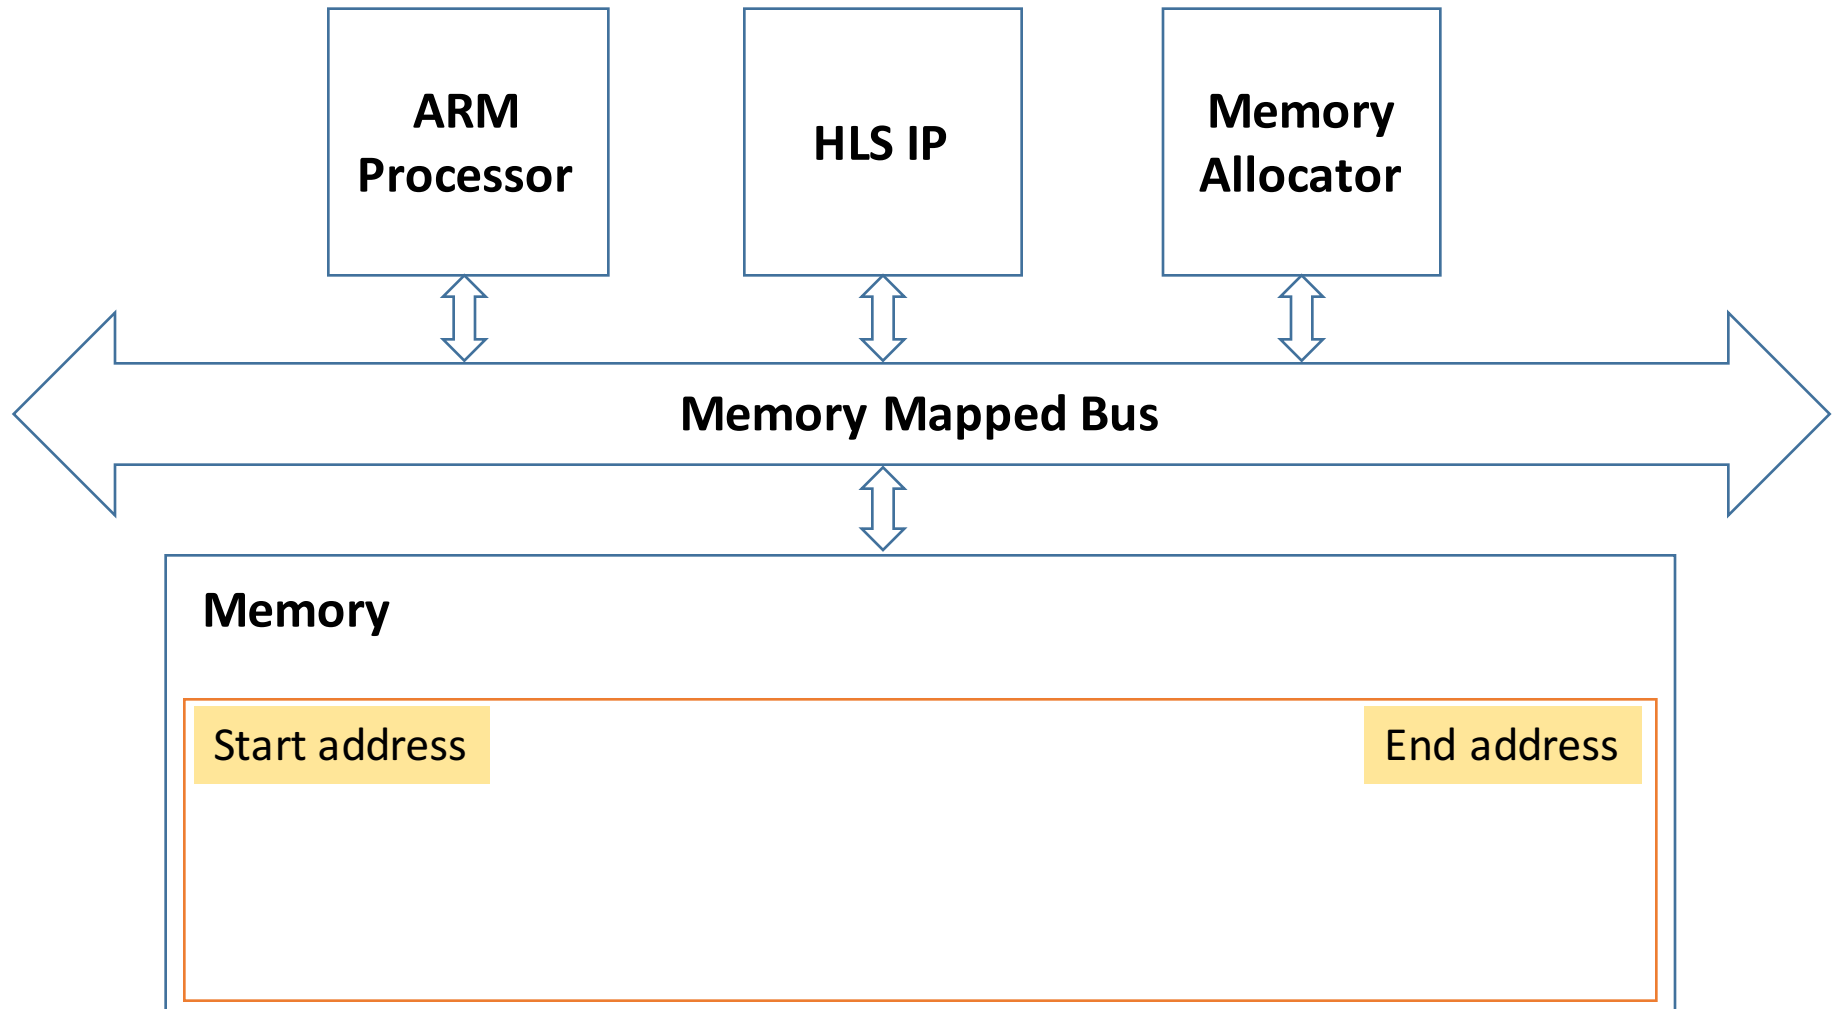 ARM
Processor
HLS IP
Memory
Allocator
Memory Mapped Bus
Memory
Start address
End address